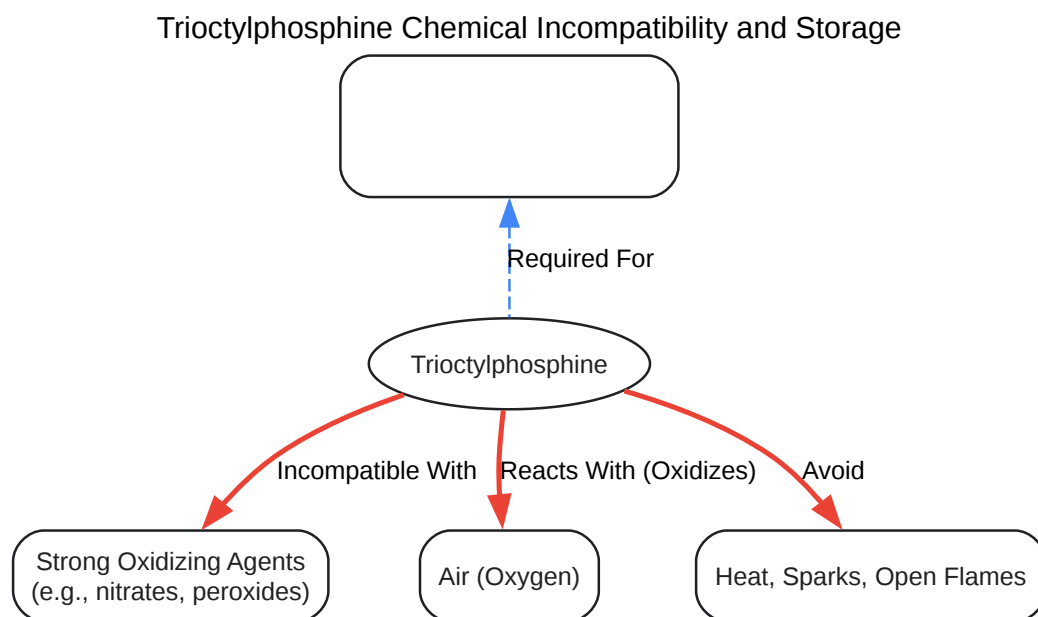 Trioctylphosphine Chemical Incompatibility and Storage
Required For
Trioctylphosphine
Incompatible With
Reacts With (Oxidizes)
Avoid
Strong Oxidizing Agents
(e.g., nitrates, peroxides)
Air (Oxygen)
Heat, Sparks, Open Flames